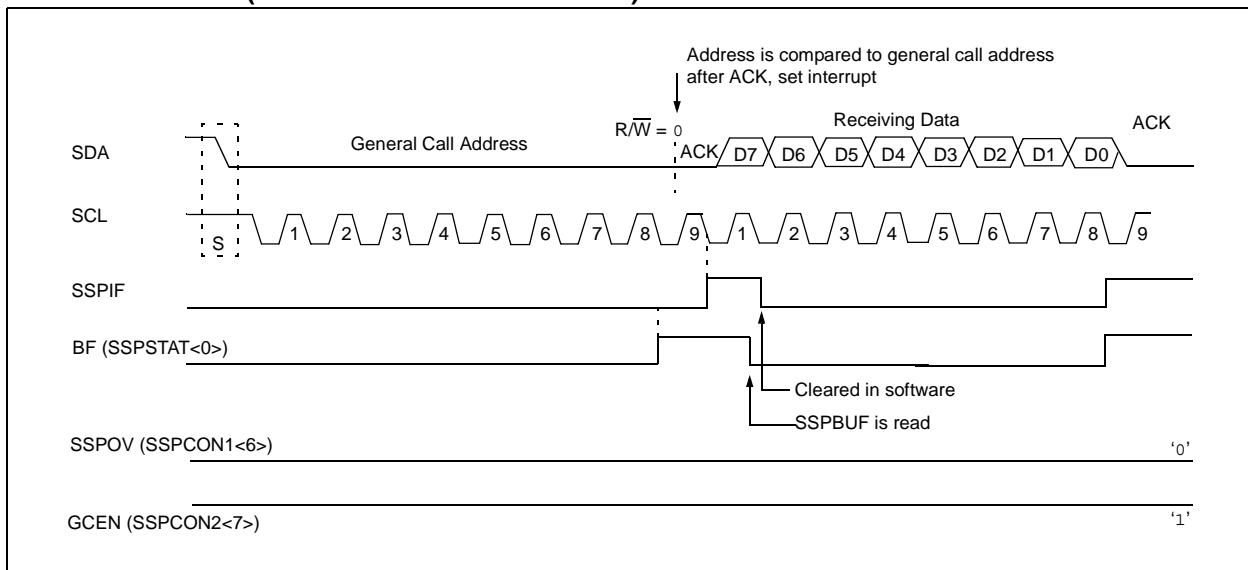 Address is compared to general call address
after ACK, set interrupt
R/W = 0
Receiving Data
ACK
SDA
General Call Address
ACK
D7
D6
D5
D4
D3
D2
D1
D0
SCL
S
1
2
3
4
5
6
7
8
9
1
2
3
4
5
6
7
8
9
SSPIF
BF (SSPSTAT<0>)
Cleared in software
SSPBUF is read
SSPOV (SSPCON1<6>)
‘0’
GCEN (SSPCON2<7>)
‘1’